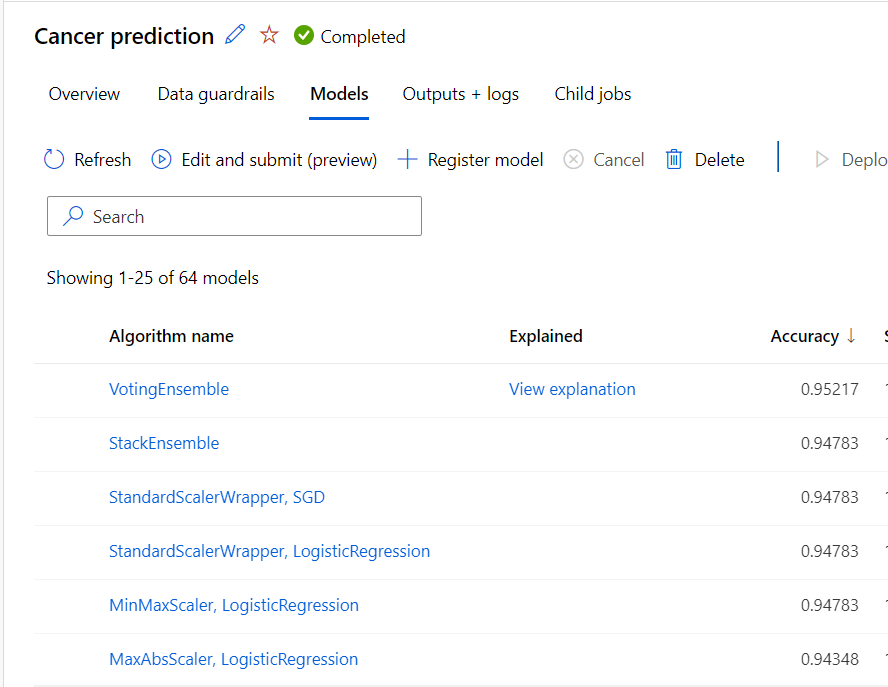 Cancer prediction Completed
Overview Data guardrails Models Outputs + logs Child jobs
Refresh Edit and submit (preview) Register model Cancel Delete
Search
Showing 1-25 of 64 models
Algorithm name Explained Accuracy
VotingEnsemble View explanation 0.95217
StackEnsemble 0.94783
StandardScalerWrapper, SGD 0.94783
StandardScalerWrapper, LogisticRegression 0.94783
MinMaxScaler, LogisticRegression 0.94783
MaxAbsScaler, LogisticRegression 0.94348